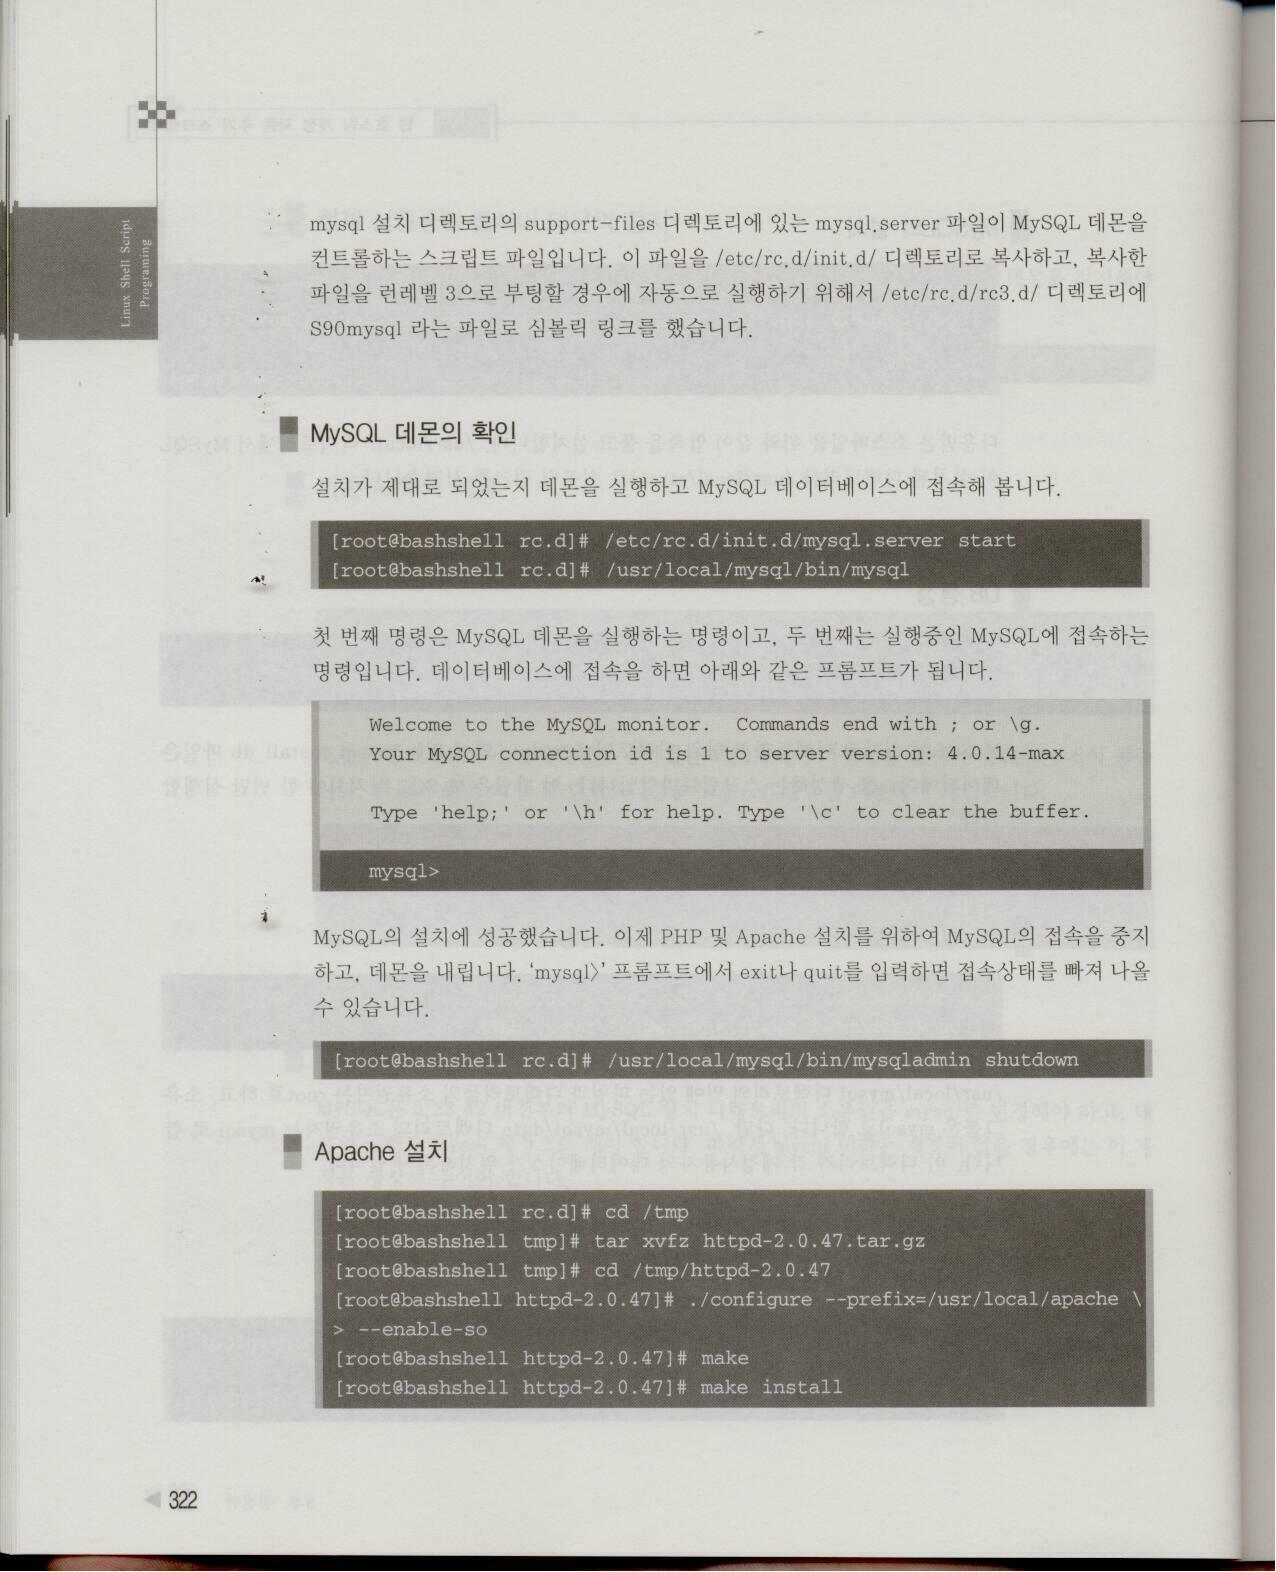 Linux Shell Script
Programing
mysql 설치 디렉토리의 support-files 디렉토리에 있는 mysql.server 파일이 MySQL 데몬을
컨트롤하는 스크립트 파일입니다. 이 파일을 /etc/rc.d/init.d/ 디렉토리로 복사하고, 복사한
파일을 런레벨 3으로 부팅할 경우에 자동으로 실행하기 위해서 /etc/rc.d/rc3.d/ 디렉토리에
S90mysql 라는 파일로 심볼릭 링크를 했습니다.
MySQL 데몬의 확인
설치가 제대로 되었는지 데몬을 실행하고 MySQL 데이터베이스에 접속해 봅니다.
[root@bashshell rc.d]# /etc/rc.d/init.d/mysql.server start
[root@bashshell rc.d]# /usr/local/mysql/bin/mysql
첫 번째 명령은 MySQL 데몬을 실행하는 명령이고, 두 번째는 실행중인 MySQL에 접속하는
명령입니다. 데이터베이스에 접속을 하면 아래와 같은 프롬프트가 됩니다.
Welcome to the MySQL monitor.  Commands end with ; or \g.
Your MySQL connection id is 1 to server version: 4.0.14-max
Type 'help;' or '\h' for help. Type '\c' to clear the buffer.
mysql>
MySQL의 설치에 성공했습니다. 이제 PHP 및 Apache 설치를 위하여 MySQL의 접속을 중지
하고, 데몬을 내립니다. ‘mysql〉’ 프롬프트에서 exit나 quit를 입력하면 접속상태를 빠져 나올
수 있습니다.
[root@bashshell rc.d]# /usr/local/mysql/bin/mysqladmin shutdown
Apache 설치
[root@bashshell rc.d]# cd /tmp
[root@bashshell tmp]# tar xvfz httpd-2.0.47.tar.gz
[root@bashshell tmp]# cd /tmp/httpd-2.0.47
[root@bashshell httpd-2.0.47]# ./configure --prefix=/usr/local/apache \
> --enable-so
[root@bashshell httpd-2.0.47]# make
[root@bashshell httpd-2.0.47]# make install
322